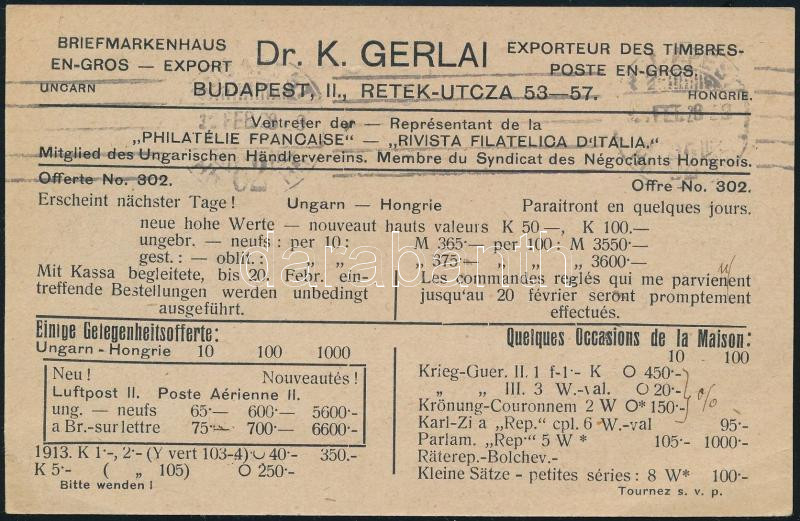 BRIEFMARKENHAUS
EN-GROS — EXPORT
UNGARN
Dr. K. GERLAI
BUDAPEST, II., RETEK-UTCZA 53—57.
EXPORTEUR DES TIMBRES-
POSTE EN-GROS.
HONGRIE.
Vertreter der — Représentant de la
„PHILATÉLIE FPANCAISE" — „RIVISTA FILATELICA D'ITALIA."
Mitglied des Ungarischen Händlervereins. Membre du Syndicat des Négociants Hongrois.
Offerte No. 302. Offre No. 302.
Erscheint nächster Tage! Ungarn — Hongrie Paraitront en quelques jours.
neue hohe Werte — nouveaut hauts valeurs K 50—, K 100.—
ungebr. — neufs: per 10: M 365·— per 100: M 3550·—
gest.: — oblit.: „ „ „ 375·— „ „ 3600·—
Mit Kassa begleitete, bis 20. Febr. ein-
treffende Bestellungen werden unbedingt
ausgeführt.
Les commandes reglés qui me parvienent
jusqu'au 20 février seront promptement
effectués.
darabanth
Einige Gelegenheitsofferte:
Ungarn - Hongrie 10 100 1000
Neu! Nouveautés!
Luftpost II. Poste Aérienne II.
ung. — neufs 65·— 600·— 5600·-
a Br.-sur lettre 75·— 700·— 6600·-
1913. K 1·-, 2·- (Y vert 103-4) O 40·- 350.-
K 5·- ( „ 105) O 250·-
Bitte wenden!
Quelques Occasions de la Maison:
10 100
Krieg-Guer. II. 1 f-1·- K O 450·-
„ „ III. 3 W.-val. O 20·-
Krönung-Couronnem 2 W O* 150·-
Karl-Zi a „Rep." cpl. 6 W.-val 95·-
Parlam. „Rep" 5 W * 105·- 1000·-
Räterep.-Bolchev.-
Kleine Sätze - petites séries: 8 W* 100·-
Tournez s. v. p.